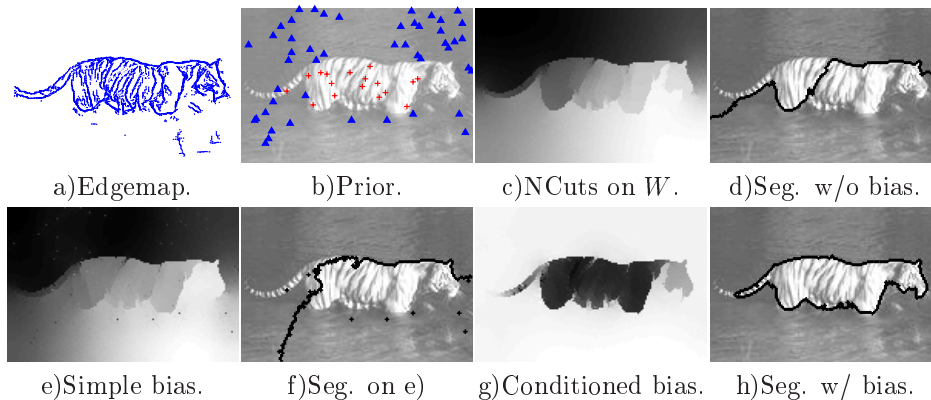 a)Edgemap. b)Prior. c)NCuts on W. d)Seg. w/o bias.
e)Simple bias. f)Seg. on e) g)Conditioned bias. h)Seg. w/ bias.